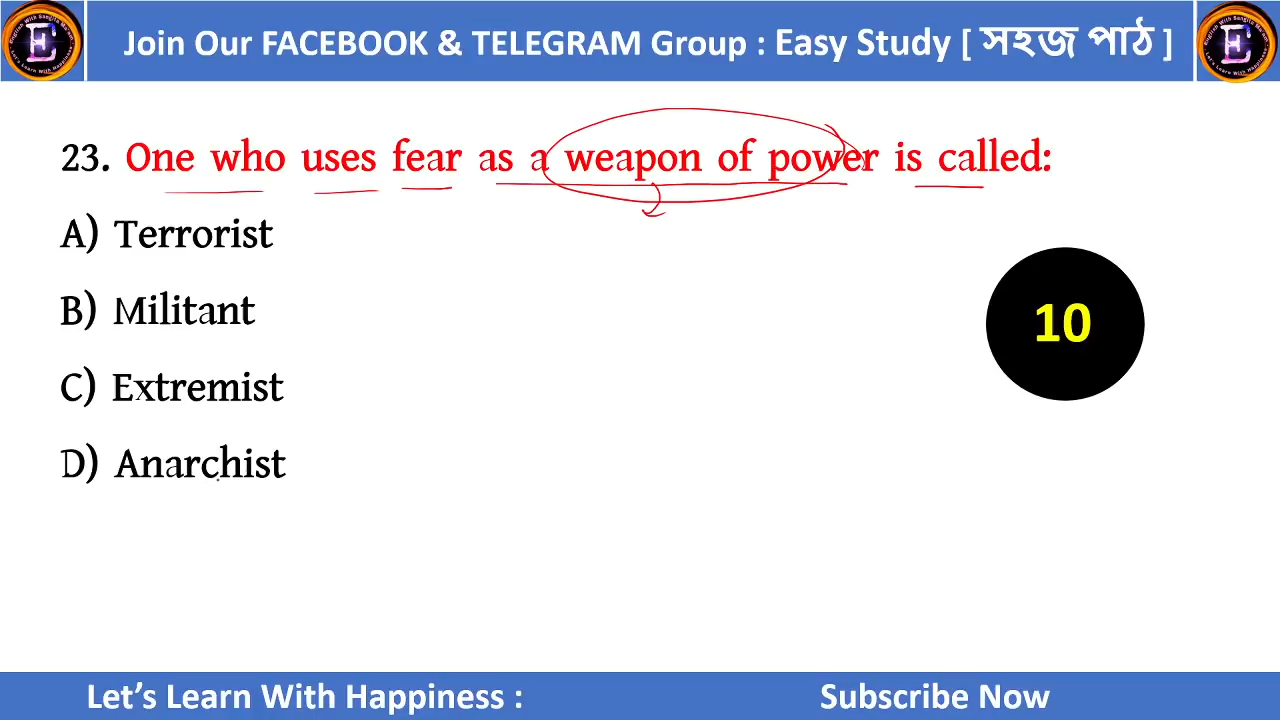 Join Our FACEBOOK & TELEGRAM Group : Easy Study [ সহজ পাঠ ]
23. One who uses fear as a weapon of power is called:
A) Terrorist
B) Militant
C) Extremist
D) Anarchist
10
Let's Learn With Happiness :
Subscribe Now